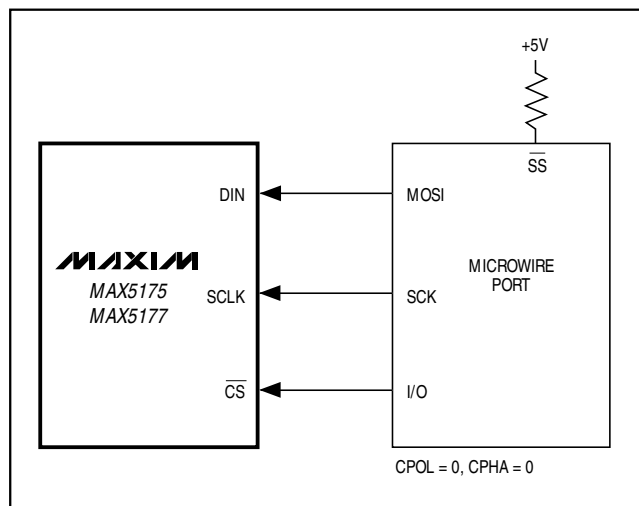 +5V
SS
DIN
MOSI
MAXIM
MAX5175
MAX5177
SCLK
SCK
MICROWIRE
PORT
CS
I/O
CPOL = 0, CPHA = 0